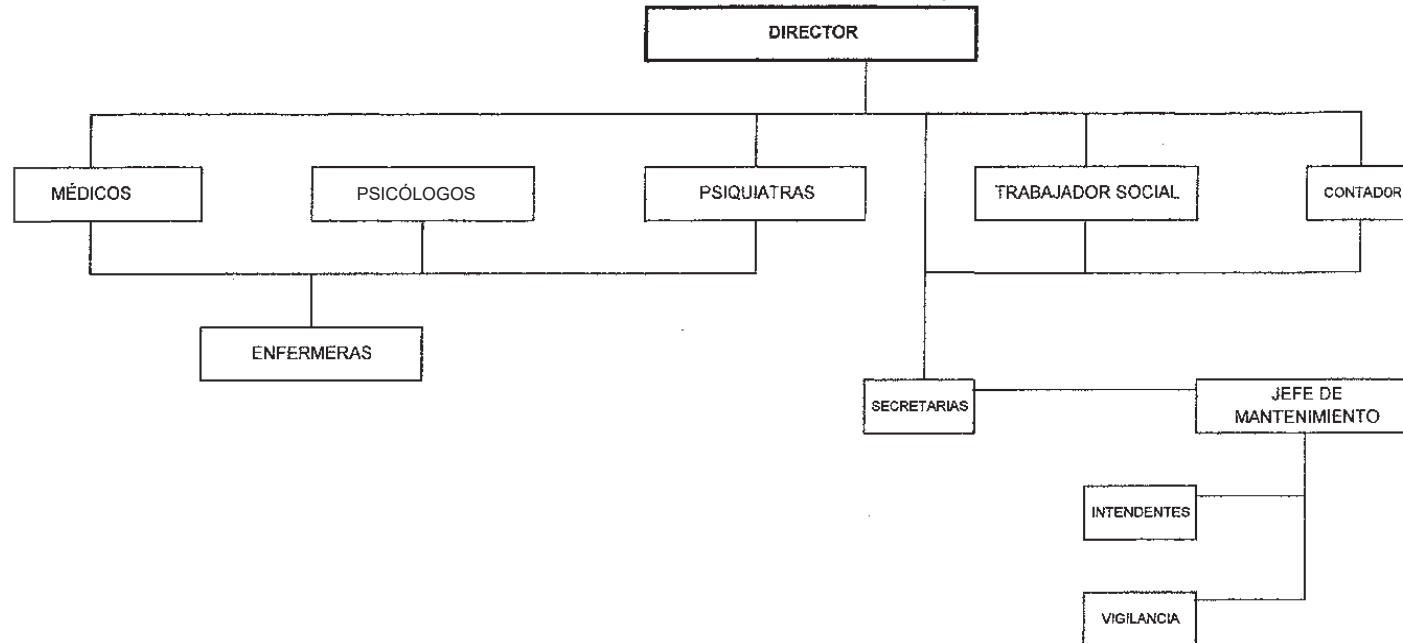 DIRECTOR
MÉDICOS
PSICÓLOGOS
PSIQUIATRAS
TRABAJADOR SOCIAL
CONTADOR
ENFERMERAS
SECRETARIAS
JEFE DE
MANTENIMIENTO
INTENDENTES
VIGILANCIA